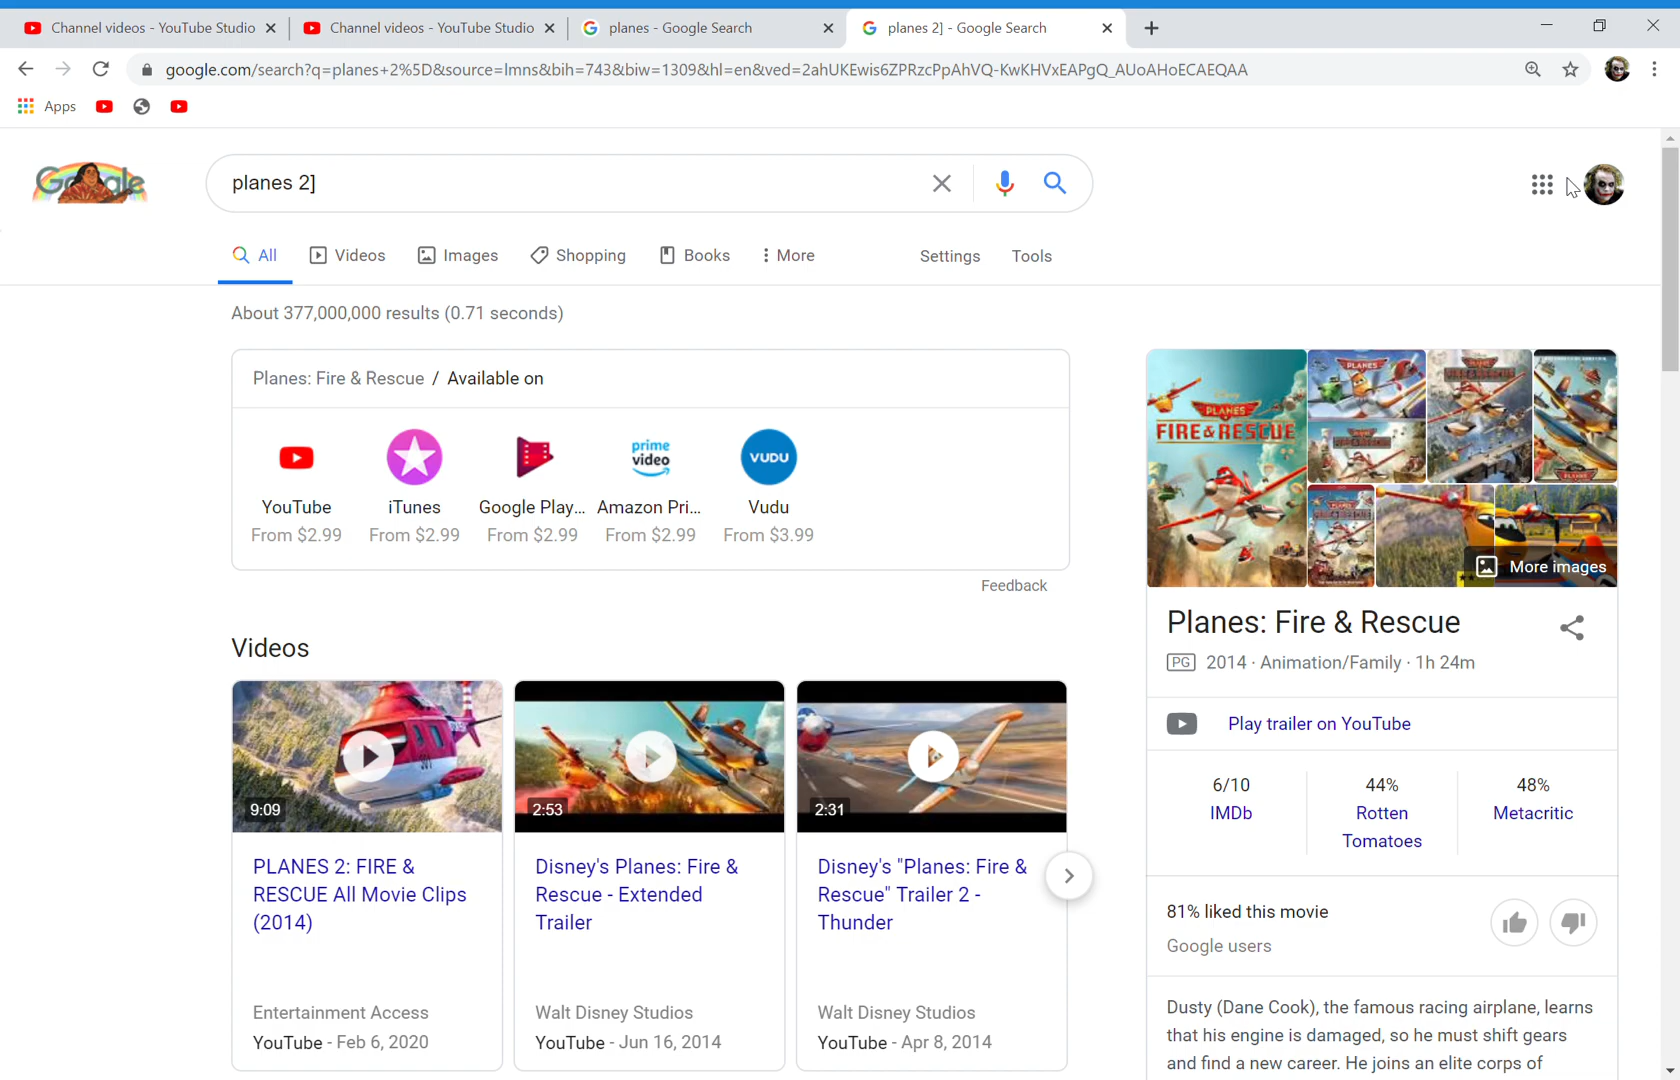 Channel videos - YouTube Studio
Channel videos - YouTube Studio
planes - Google Search
planes 2] - Google Search
google.com/search?q=planes+2%5D&source=lmns&bih=743&biw=1309&hl=en&ved=2ahUKEwis6ZPRzcPpAhVQ-KwKHVxEAPgQ_AUoAHoECAEQAA
Apps
Google
planes 2]
All
Videos
Images
Shopping
Books
More
Settings
Tools
About 377,000,000 results (0.71 seconds)
Planes: Fire & Rescue / Available on
prime video
VUDU
YouTube
iTunes
Google Play...
Amazon Pri...
Vudu
From $2.99
From $2.99
From $2.99
From $2.99
From $3.99
Feedback
Videos
9:09
2:53
2:31
PLANES 2: FIRE &
RESCUE All Movie Clips
(2014)
Entertainment Access
YouTube - Feb 6, 2020
Disney's Planes: Fire &
Rescue - Extended
Trailer
Walt Disney Studios
YouTube - Jun 16, 2014
Disney's "Planes: Fire &
Rescue" Trailer 2 -
Thunder
Walt Disney Studios
YouTube - Apr 8, 2014
PLANES
FIRE & RESCUE
PLANES
More images
Planes: Fire & Rescue
PG 2014 · Animation/Family · 1h 24m
Play trailer on YouTube
6/10
IMDb
44%
Rotten
Tomatoes
48%
Metacritic
81% liked this movie
Google users
Dusty (Dane Cook), the famous racing airplane, learns
that his engine is damaged, so he must shift gears
and find a new career. He joins an elite corps of